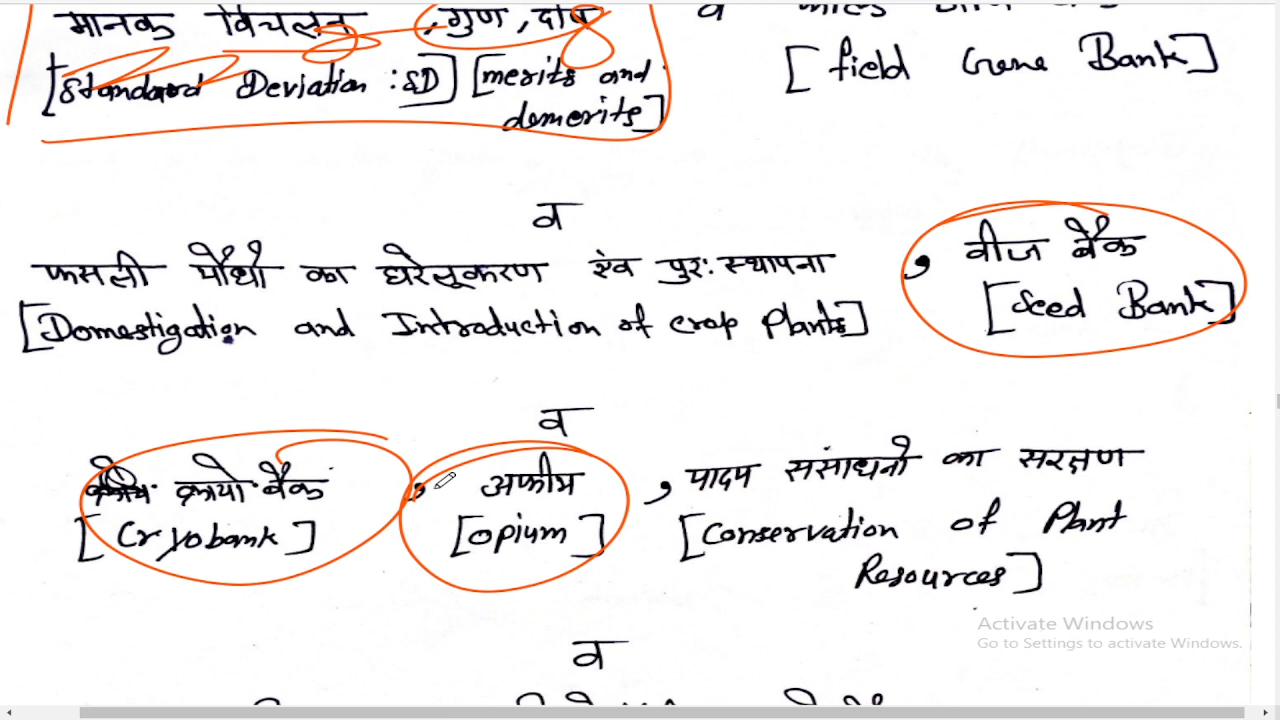 मानक विचलन , गुण , दोष
[Standard Deviation : SD] [merits and demerits]
व
[field Gene Bank]
व
फसली पौधो का घरेलूकरण एंव पुरः स्थापना , वीज बैंक
[Domestigation and Introduction of crop Plants] [Seed Bank]
व
क्रायो बैंक , अफीम , पादप संसाधनो का सरक्षण
[Cryobank] [opium] [Conservation of Plant
Resources]
व
Activate Windows
Go to Settings to activate Windows.